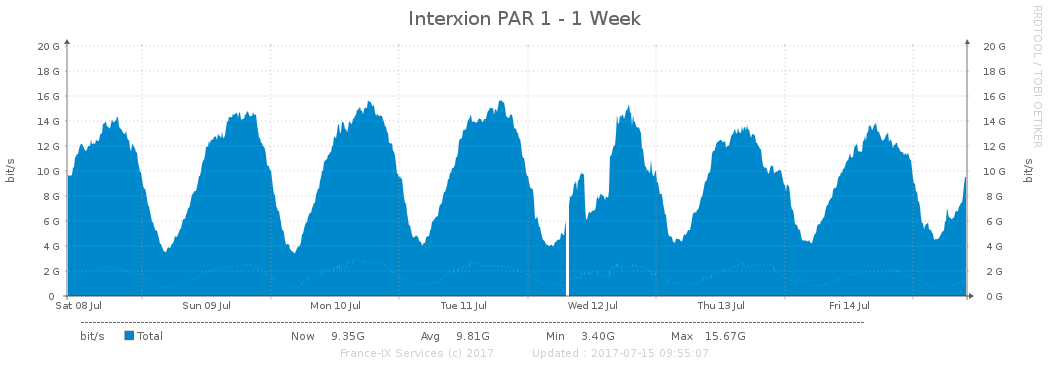 Interxion PAR 1 - 1 Week
RRDTOOL / TOBI OETIKER
bit/s
20 G 20 G
18 G 18 G
16 G 16 G
14 G 14 G
12 G 12 G
10 G 10 G
8 G 8 G
6 G 6 G
4 G 4 G
2 G 2 G
0 0 G
bit/s
Sat 08 Jul Sun 09 Jul Mon 10 Jul Tue 11 Jul Wed 12 Jul Thu 13 Jul Fri 14 Jul
bit/s Total Now 9.35G Avg 9.81G Min 3.40G Max 15.67G
France-IX Services (c) 2017 Updated : 2017-07-15 09:55:07